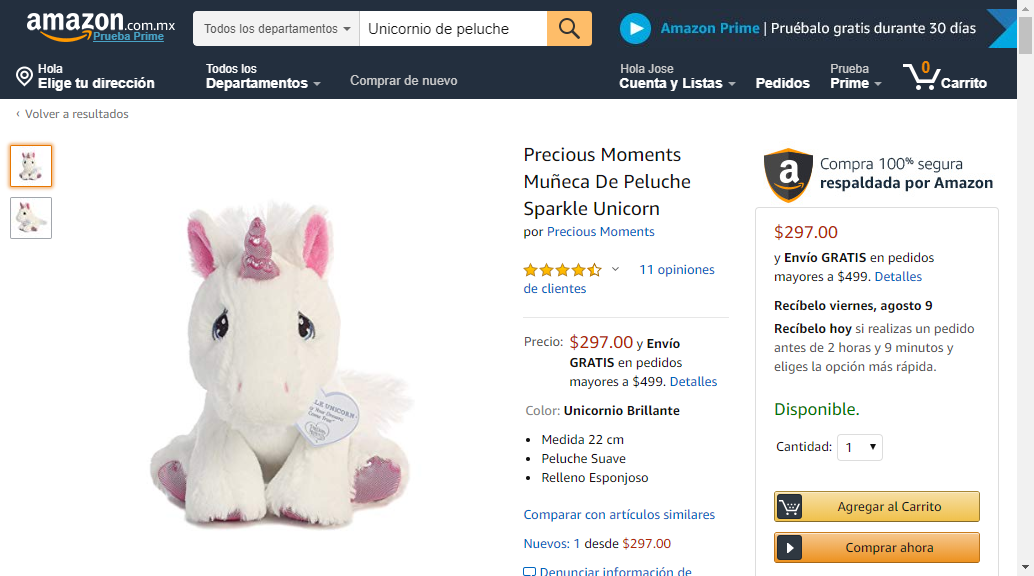 amazon.com.mx
Prueba Prime
Todos los departamentos
Unicornio de peluche
Amazon Prime | Pruébalo gratis durante 30 días
Hola
Elige tu dirección
Todos los
Departamentos
Comprar de nuevo
Hola Jose
Cuenta y Listas
Pedidos
Prueba
Prime
0
Carrito
‹ Volver a resultados
Precious Moments
Muñeca De Peluche
Sparkle Unicorn
por Precious Moments
11 opiniones
de clientes
Precio: $297.00 y Envío
GRATIS en pedidos
mayores a $499. Detalles
Color: Unicornio Brillante
• Medida 22 cm
• Peluche Suave
• Relleno Esponjoso
Comparar con artículos similares
Nuevos: 1 desde $297.00
Denunciar información de
a
Compra 100% segura
respaldada por Amazon
$297.00
y Envío GRATIS en pedidos
mayores a $499. Detalles
Recíbelo viernes, agosto 9
Recíbelo hoy si realizas un pedido
antes de 2 horas y 9 minutos y
eliges la opción más rápida.
Disponible.
Cantidad: 1
Agregar al Carrito
Comprar ahora
UNICORN